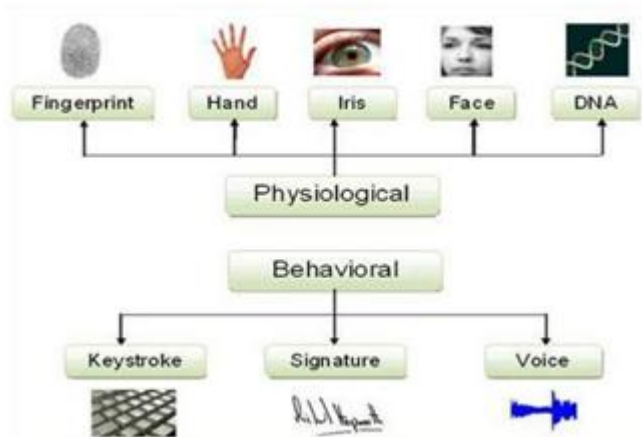 Fingerprint Hand Iris Face DNA
Physiological
Behavioral
Keystroke Signature Voice